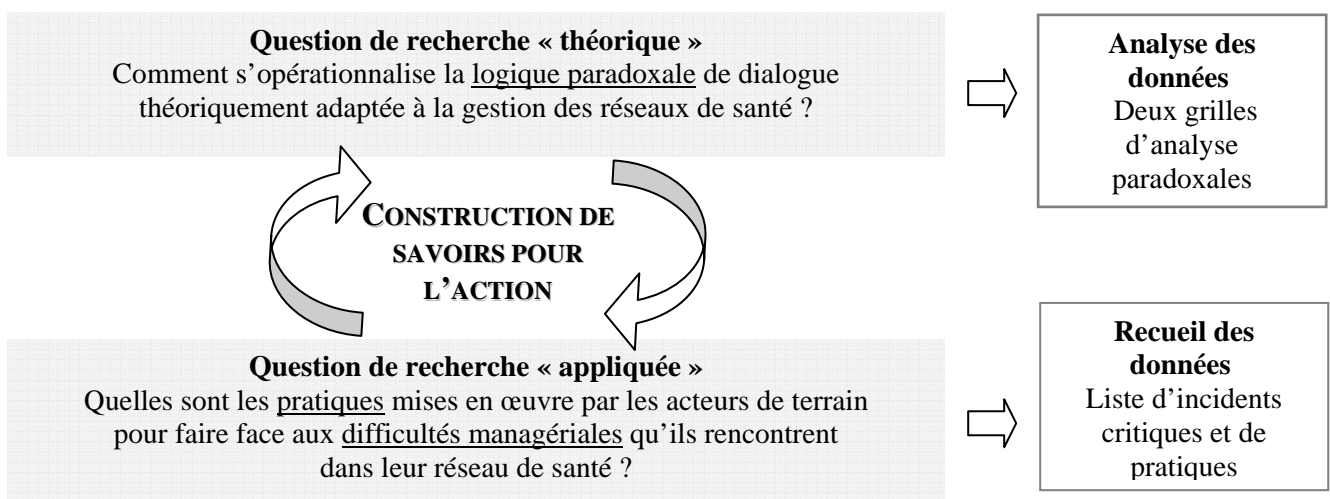 Question de recherche « théorique »
Comment s’opérationnalise la logique paradoxale de dialogue
théoriquement adaptée à la gestion des réseaux de santé ?
Analyse des
données
Deux grilles
d’analyse
paradoxales
CONSTRUCTION DE
SAVOIRS POUR
L’ACTION
Question de recherche « appliquée »
Quelles sont les pratiques mises en œuvre par les acteurs de terrain
pour faire face aux difficultés managériales qu’ils rencontrent
dans leur réseau de santé ?
Recueil des
données
Liste d’incidents
critiques et de
pratiques